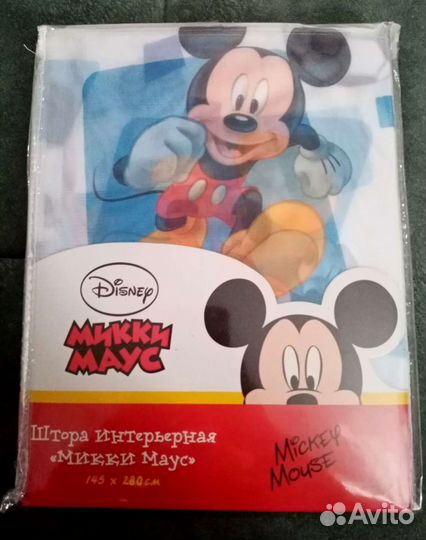 Disney
МИККИ
МАУС
Штора интерьерная
«Микки Маус»
145 x 280 см
Mickey
Mouse
Avito